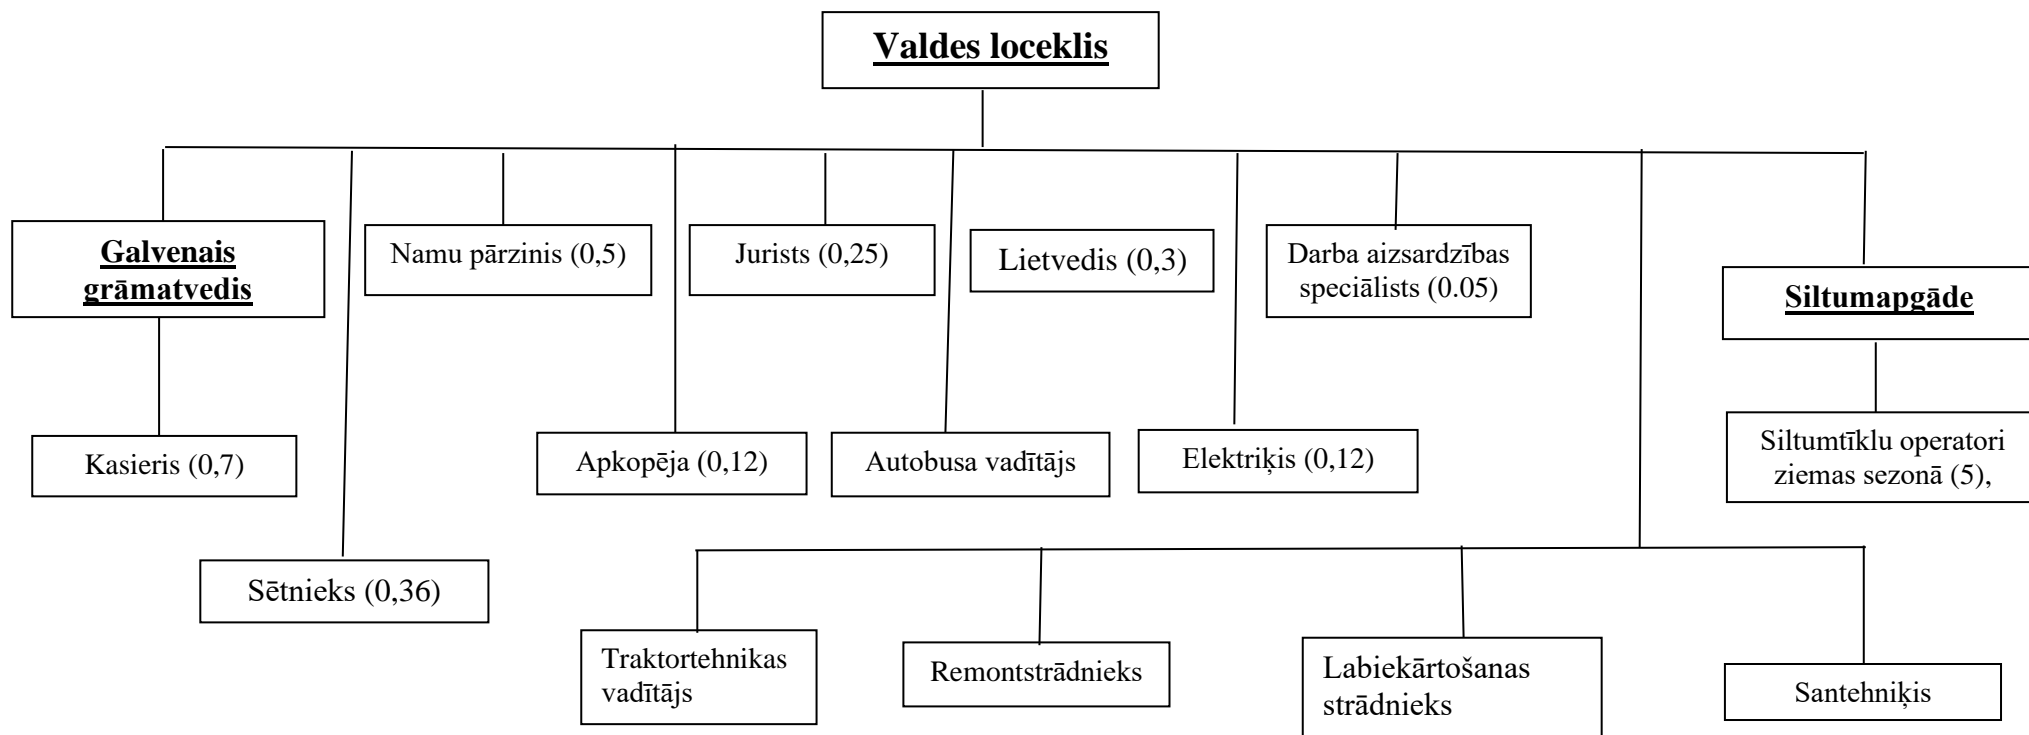 Valdes loceklis
Galvenais
grāmatvedis
Namu pārzinis (0,5)
Jurists (0,25)
Lietvedis (0,3)
Darba aizsardzības
speciālists (0.05)
Siltumapgāde
Kasieris (0,7)
Apkopēja (0,12)
Autobusa vadītājs
Elektriķis (0,12)
Siltumtīklu operatori
ziemas sezonā (5),
Sētnieks (0,36)
Traktortehnikas
vadītājs
Remontstrādnieks
Labiekārtošanas
strādnieks
Santehniķis